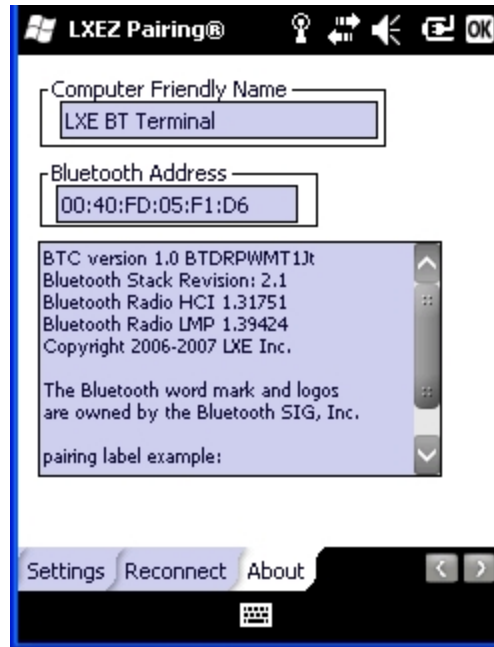 LXEZ Pairing®
OK
Computer Friendly Name
LXE BT Terminal
Bluetooth Address
00:40:FD:05:F1:D6
BTC version 1.0 BTDRPWMT1Jt
Bluetooth Stack Revision: 2.1
Bluetooth Radio HCI 1.31751
Bluetooth Radio LMP 1.39424
Copyright 2006-2007 LXE Inc.
The Bluetooth word mark and logos
are owned by the Bluetooth SIG, Inc.
pairing label example:
Settings Reconnect About